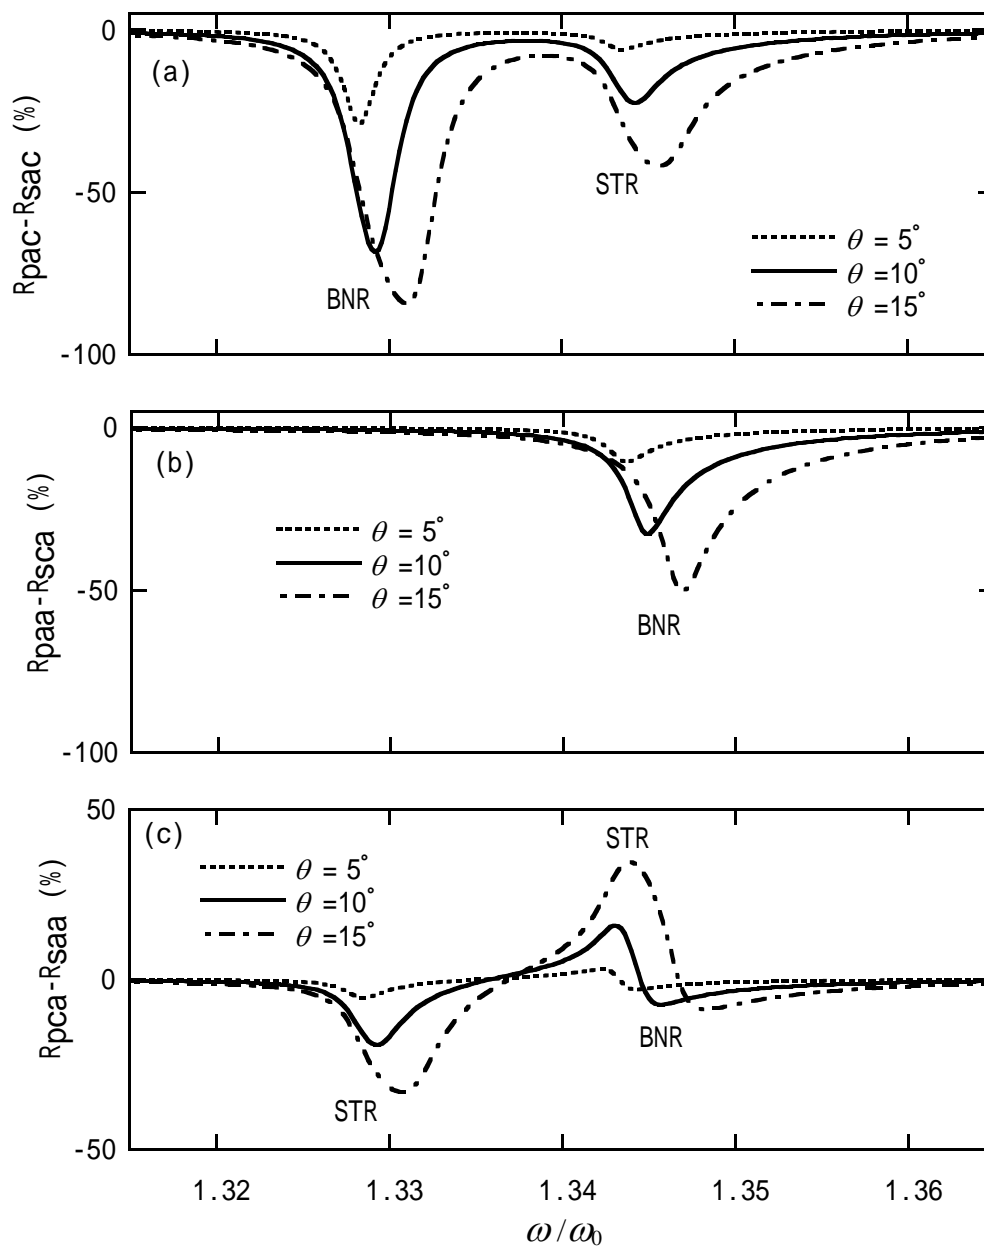 0
(a)
-50
-100
Rpac-Rsac (%)
STR
BNR
θ = 5°
θ =10°
θ =15°
0
(b)
-50
-100
Rpaa-Rsca (%)
θ = 5°
θ =10°
θ =15°
BNR
50
(c)
0
-50
Rpca-Rsaa (%)
θ = 5°
θ =10°
θ =15°
STR
BNR
STR
1.32 1.33 1.34 1.35 1.36
ω/ω0